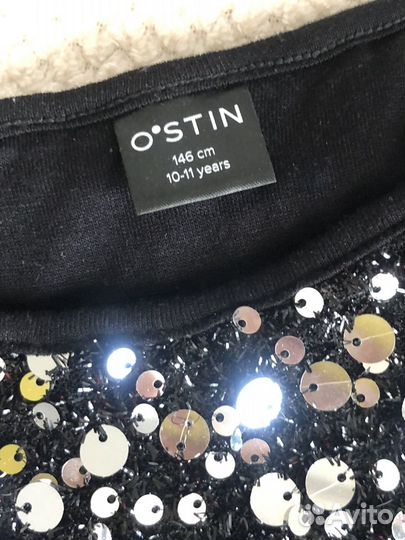 O'STIN
146 cm
10-11 years
Avito